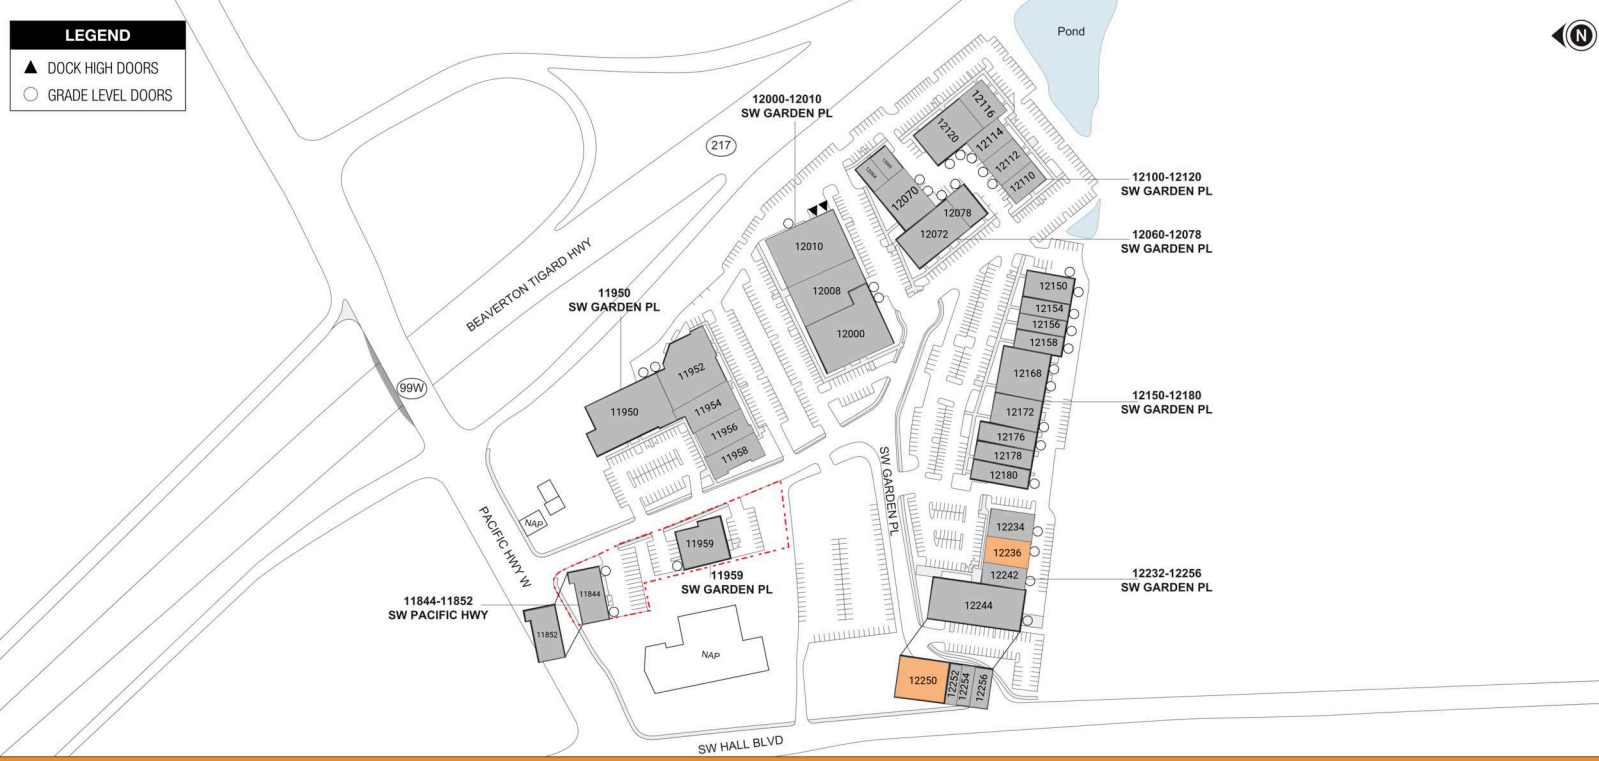 LEGEND
DOCK HIGH DOORS
GRADE LEVEL DOORS
Pond
N
12000-12010
SW GARDEN PL
217
12116
12120
12114
12112
12110
12100-12120
SW GARDEN PL
12064
12070
12078
12072
12060-12078
SW GARDEN PL
12010
12008
12000
BEAVERTON TIGARD HWY
11950
SW GARDEN PL
99W
11952
11950
11954
11956
11958
12150
12154
12156
12158
12168
12172
12176
12178
12180
12150-12180
SW GARDEN PL
SW GARDEN PL
PACIFIC HWY W
NAP
11959
11959
SW GARDEN PL
12234
12236
12242
12244
12232-12256
SW GARDEN PL
11844-11852
SW PACIFIC HWY
11844
11852
NAP
12250
12252
12254
12256
SW HALL BLVD